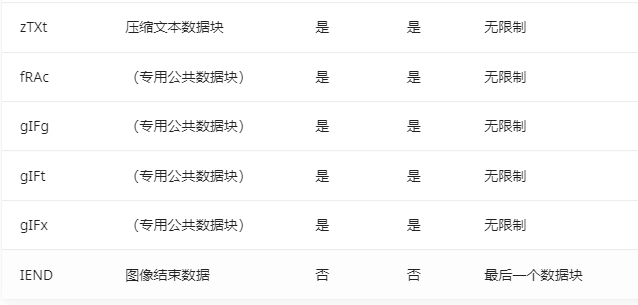 zTXt 压缩文本数据块 是 是 无限制
fRAc （专用公共数据块） 是 是 无限制
gIFg （专用公共数据块） 是 是 无限制
gIFt （专用公共数据块） 是 是 无限制
gIFx （专用公共数据块） 是 是 无限制
IEND 图像结束数据 否 否 最后一个数据块